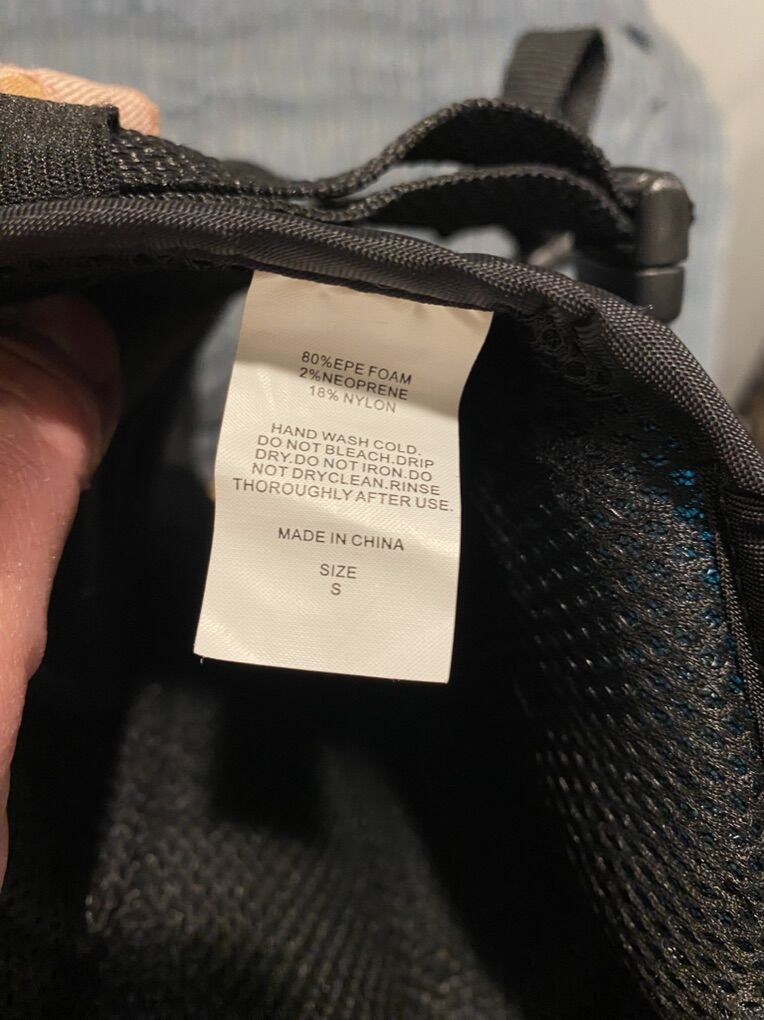 80%EPE FOAM
2%NEOPRENE
18% NYLON
HAND WASH COLD.
DO NOT BLEACH.DRIP
DRY.DO NOT IRON.DO
NOT DRYCLEAN.RINSE
THOROUGHLY AFTER USE.
MADE IN CHINA
SIZE
S